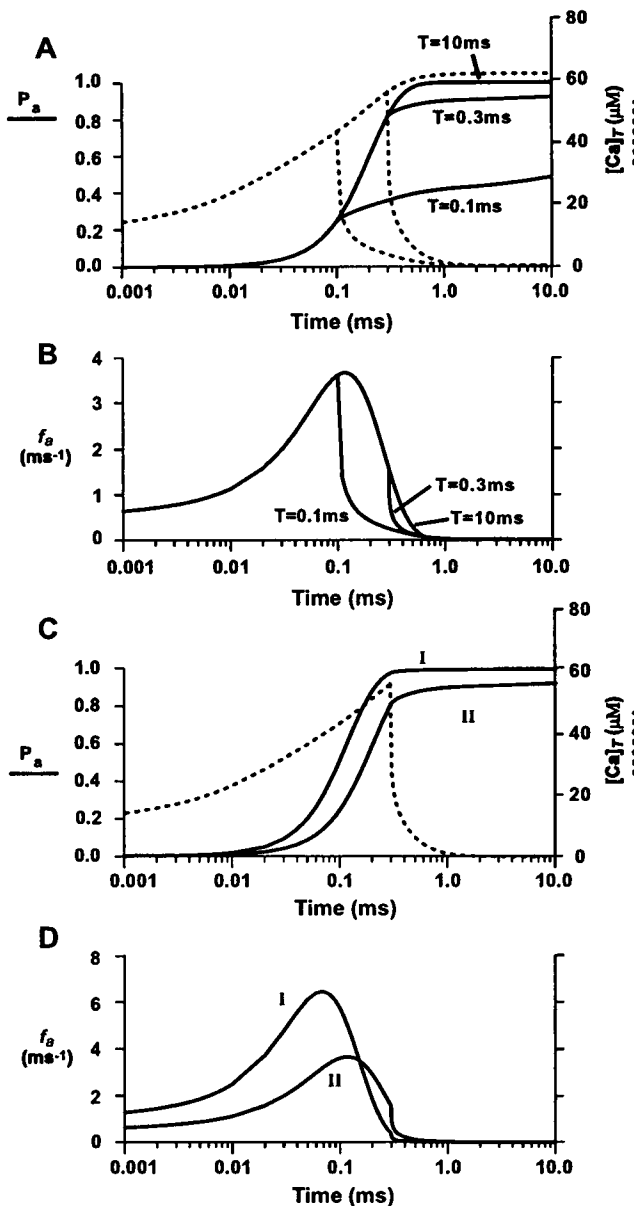 A
T=10ms
80
1.0
60
Pa
0.8
T=0.3ms
0.6
40
[Ca]T (µM)
0.4
T=0.1ms
20
0.2
0.0
0
0.001 0.01 0.1 1.0 10.0
Time (ms)
B
4
3
fa
(ms-1)
2
T=0.3ms
1
T=0.1ms
T=10ms
0
0.001 0.01 0.1 1.0 10.0
Time (ms)
C
80
1.0
I
60
0.8
II
Pa
0.6
40
[Ca]T (µM)
0.4
20
0.2
0.0
0
0.001 0.01 0.1 1.0 10.0
Time (ms)
D
8
6
I
fa
(ms-1)
4
II
2
0
0.001 0.01 0.1 1.0 10.0
Time (ms)